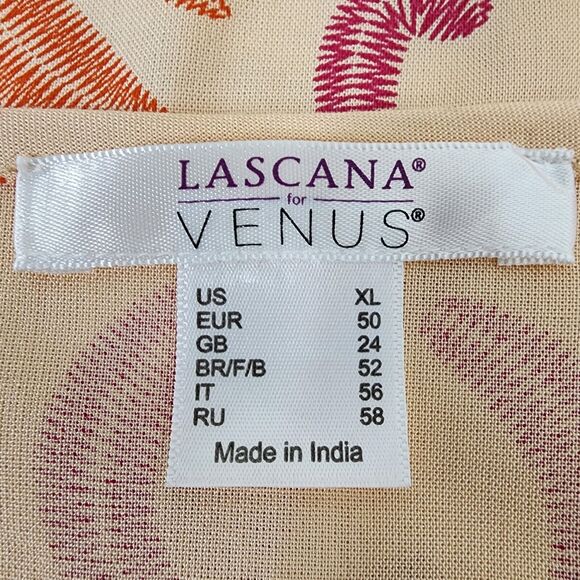 LASCANA®
for
VENUS®
US XL
EUR 50
GB 24
BR/F/B 52
IT 56
RU 58
Made in India